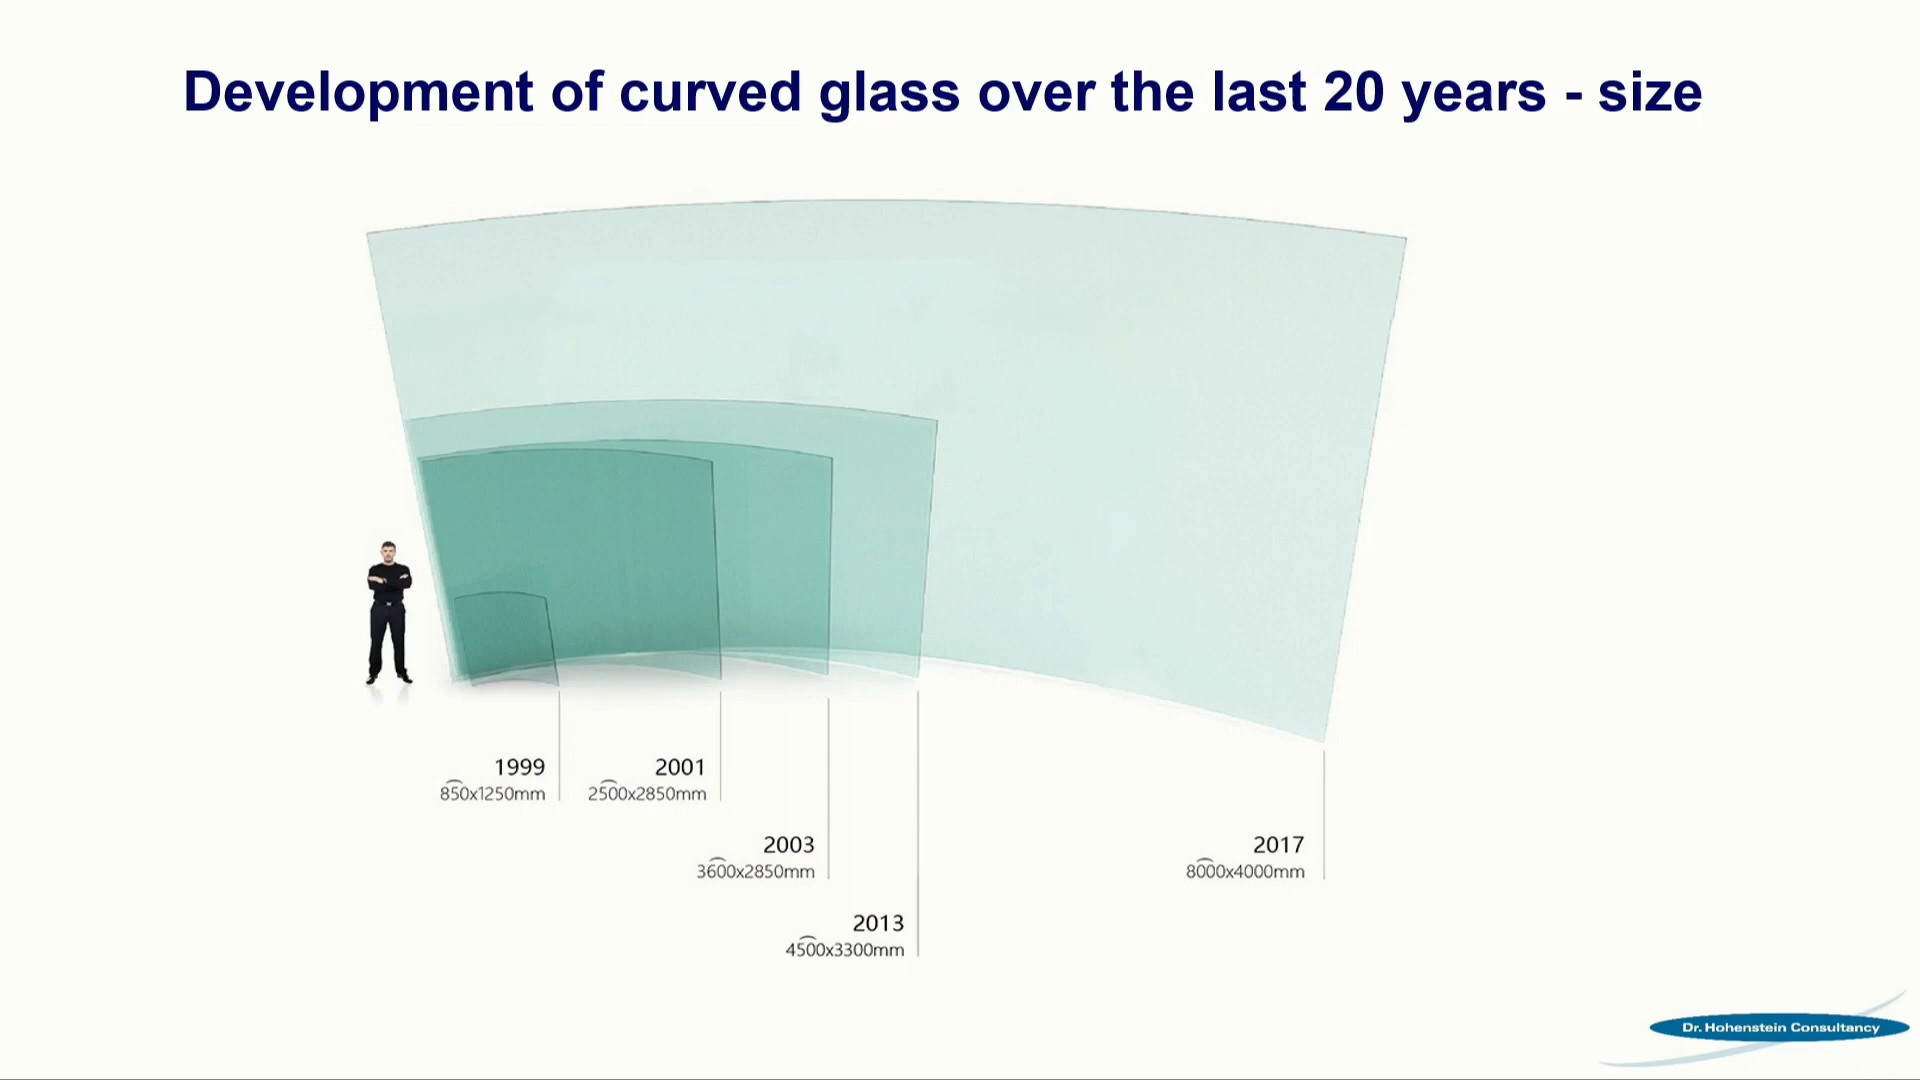 Development of curved glass over the last 20 years - size
1999
850x1250mm
2001
2500x2850mm
2003
3600x2850mm
2013
4500x3300mm
2017
8000x4000mm
Dr. Hohenstein Consultancy